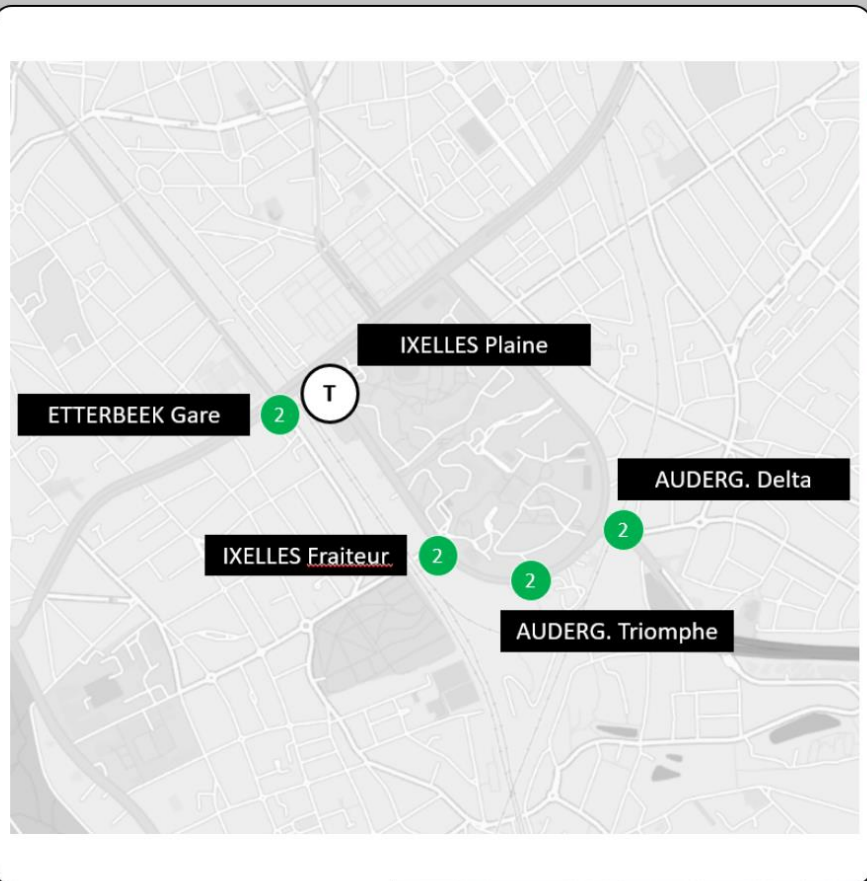 IXELLES Plaine
T
ETTERBEEK Gare
2
AUDERG. Delta
2
IXELLES Fraiteur
2
2
AUDERG. Triomphe